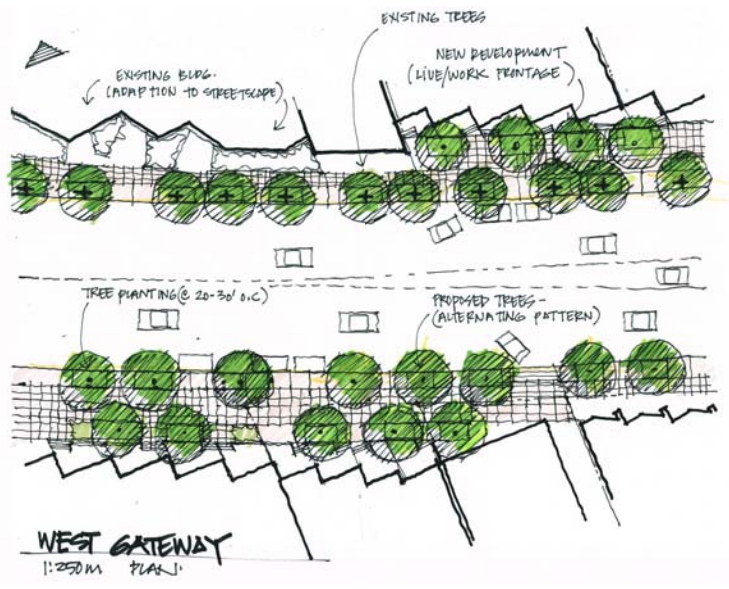 EXISTING TREES
NEW DEVELOPMENT
(LIVE/WORK FRONTAGE)
EXISTING BLDG.
(ADAPTION TO STREETSCAPE)
TREE PLANTING (@ 20-30' O.C)
PROPOSED TREES -
(ALTERNATING PATTERN)
WEST GATEWAY
1:250m PLAN.